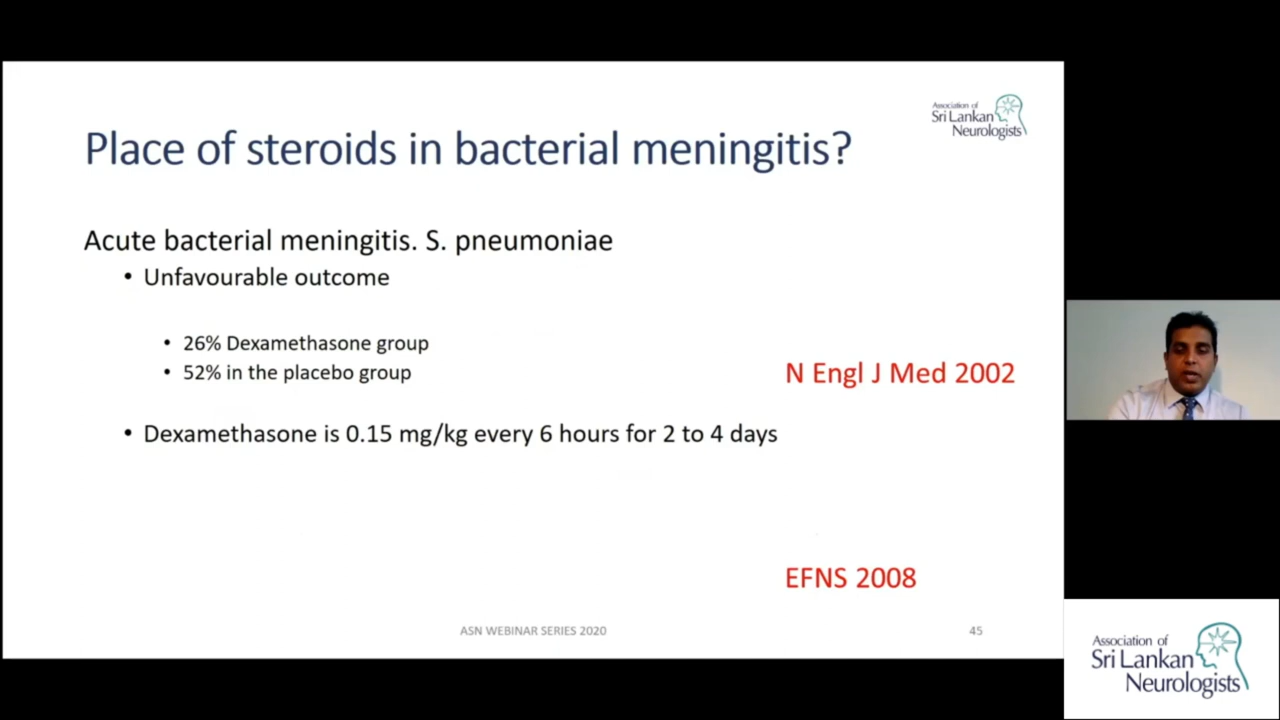 Association of
Sri Lankan
Neurologists
Place of steroids in bacterial meningitis?
Acute bacterial meningitis. S. pneumoniae
• Unfavourable outcome
• 26% Dexamethasone group
• 52% in the placebo group
N Engl J Med 2002
• Dexamethasone is 0.15 mg/kg every 6 hours for 2 to 4 days
EFNS 2008
ASN WEBINAR SERIES 2020
45
Association of
Sri Lankan
Neurologists